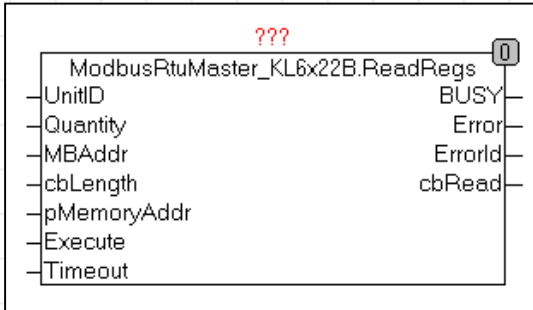 ???
0
ModbusRtuMaster_KL6x22B.ReadRegs
UnitID BUSY
Quantity Error
MBAddr ErrorId
cbLength cbRead
pMemoryAddr
Execute
Timeout